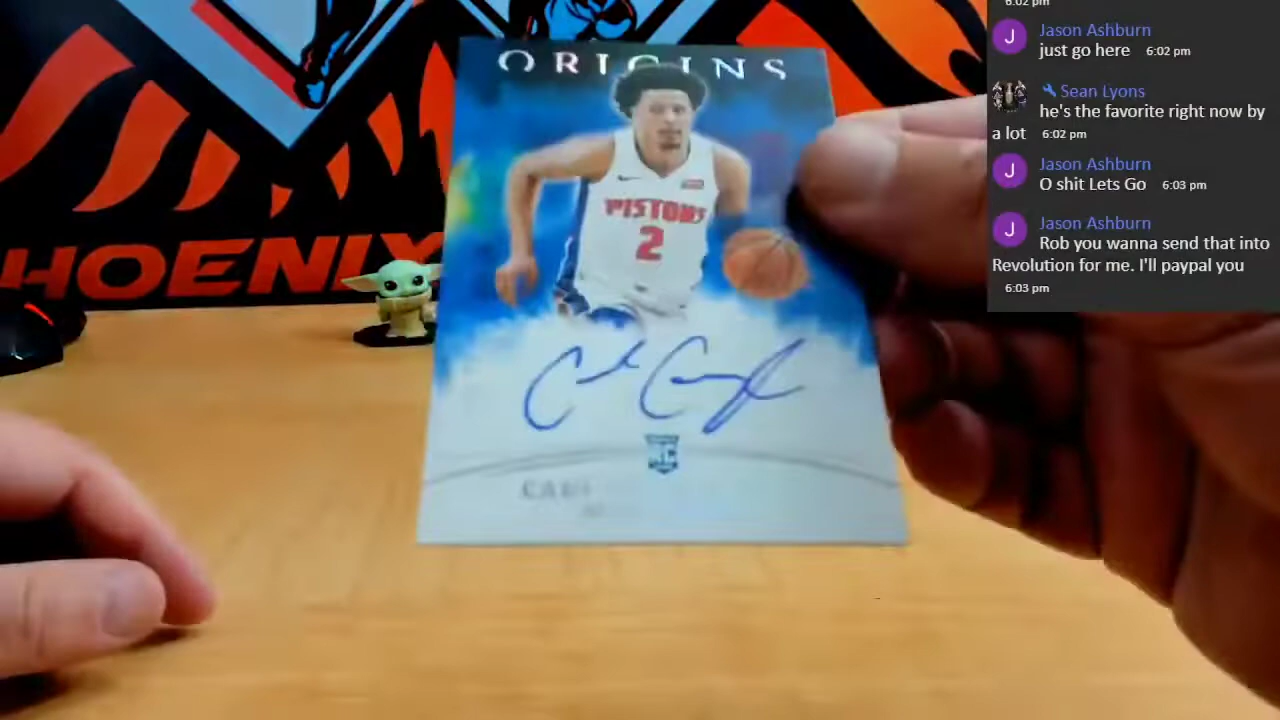 ORIGINS
PISTONS
2
RC
HOENIX
6:02 pm
J Jason Ashburn
just go here 6:02 pm
Sean Lyons
he's the favorite right now by
a lot 6:02 pm
J Jason Ashburn
O shit Lets Go 6:03 pm
J Jason Ashburn
Rob you wanna send that into
Revolution for me. I'll paypal you
6:03 pm